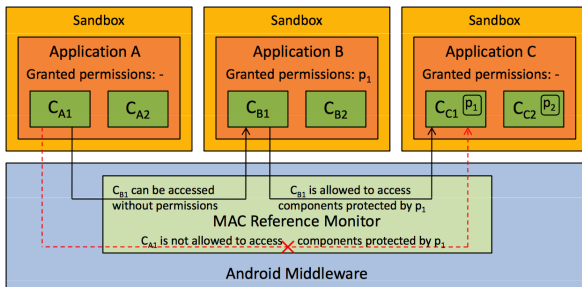 Sandbox
Application A
Granted permissions: -
CA1
CA2
Sandbox
Application B
Granted permissions: p1
CB1
CB2
Sandbox
Application C
Granted permissions: -
CC1 p1
CC2 p2
CB1 can be accessed
without permissions
CB1 is allowed to access
components protected by p1
MAC Reference Monitor
CA1 is not allowed to access components protected by p1
Android Middleware